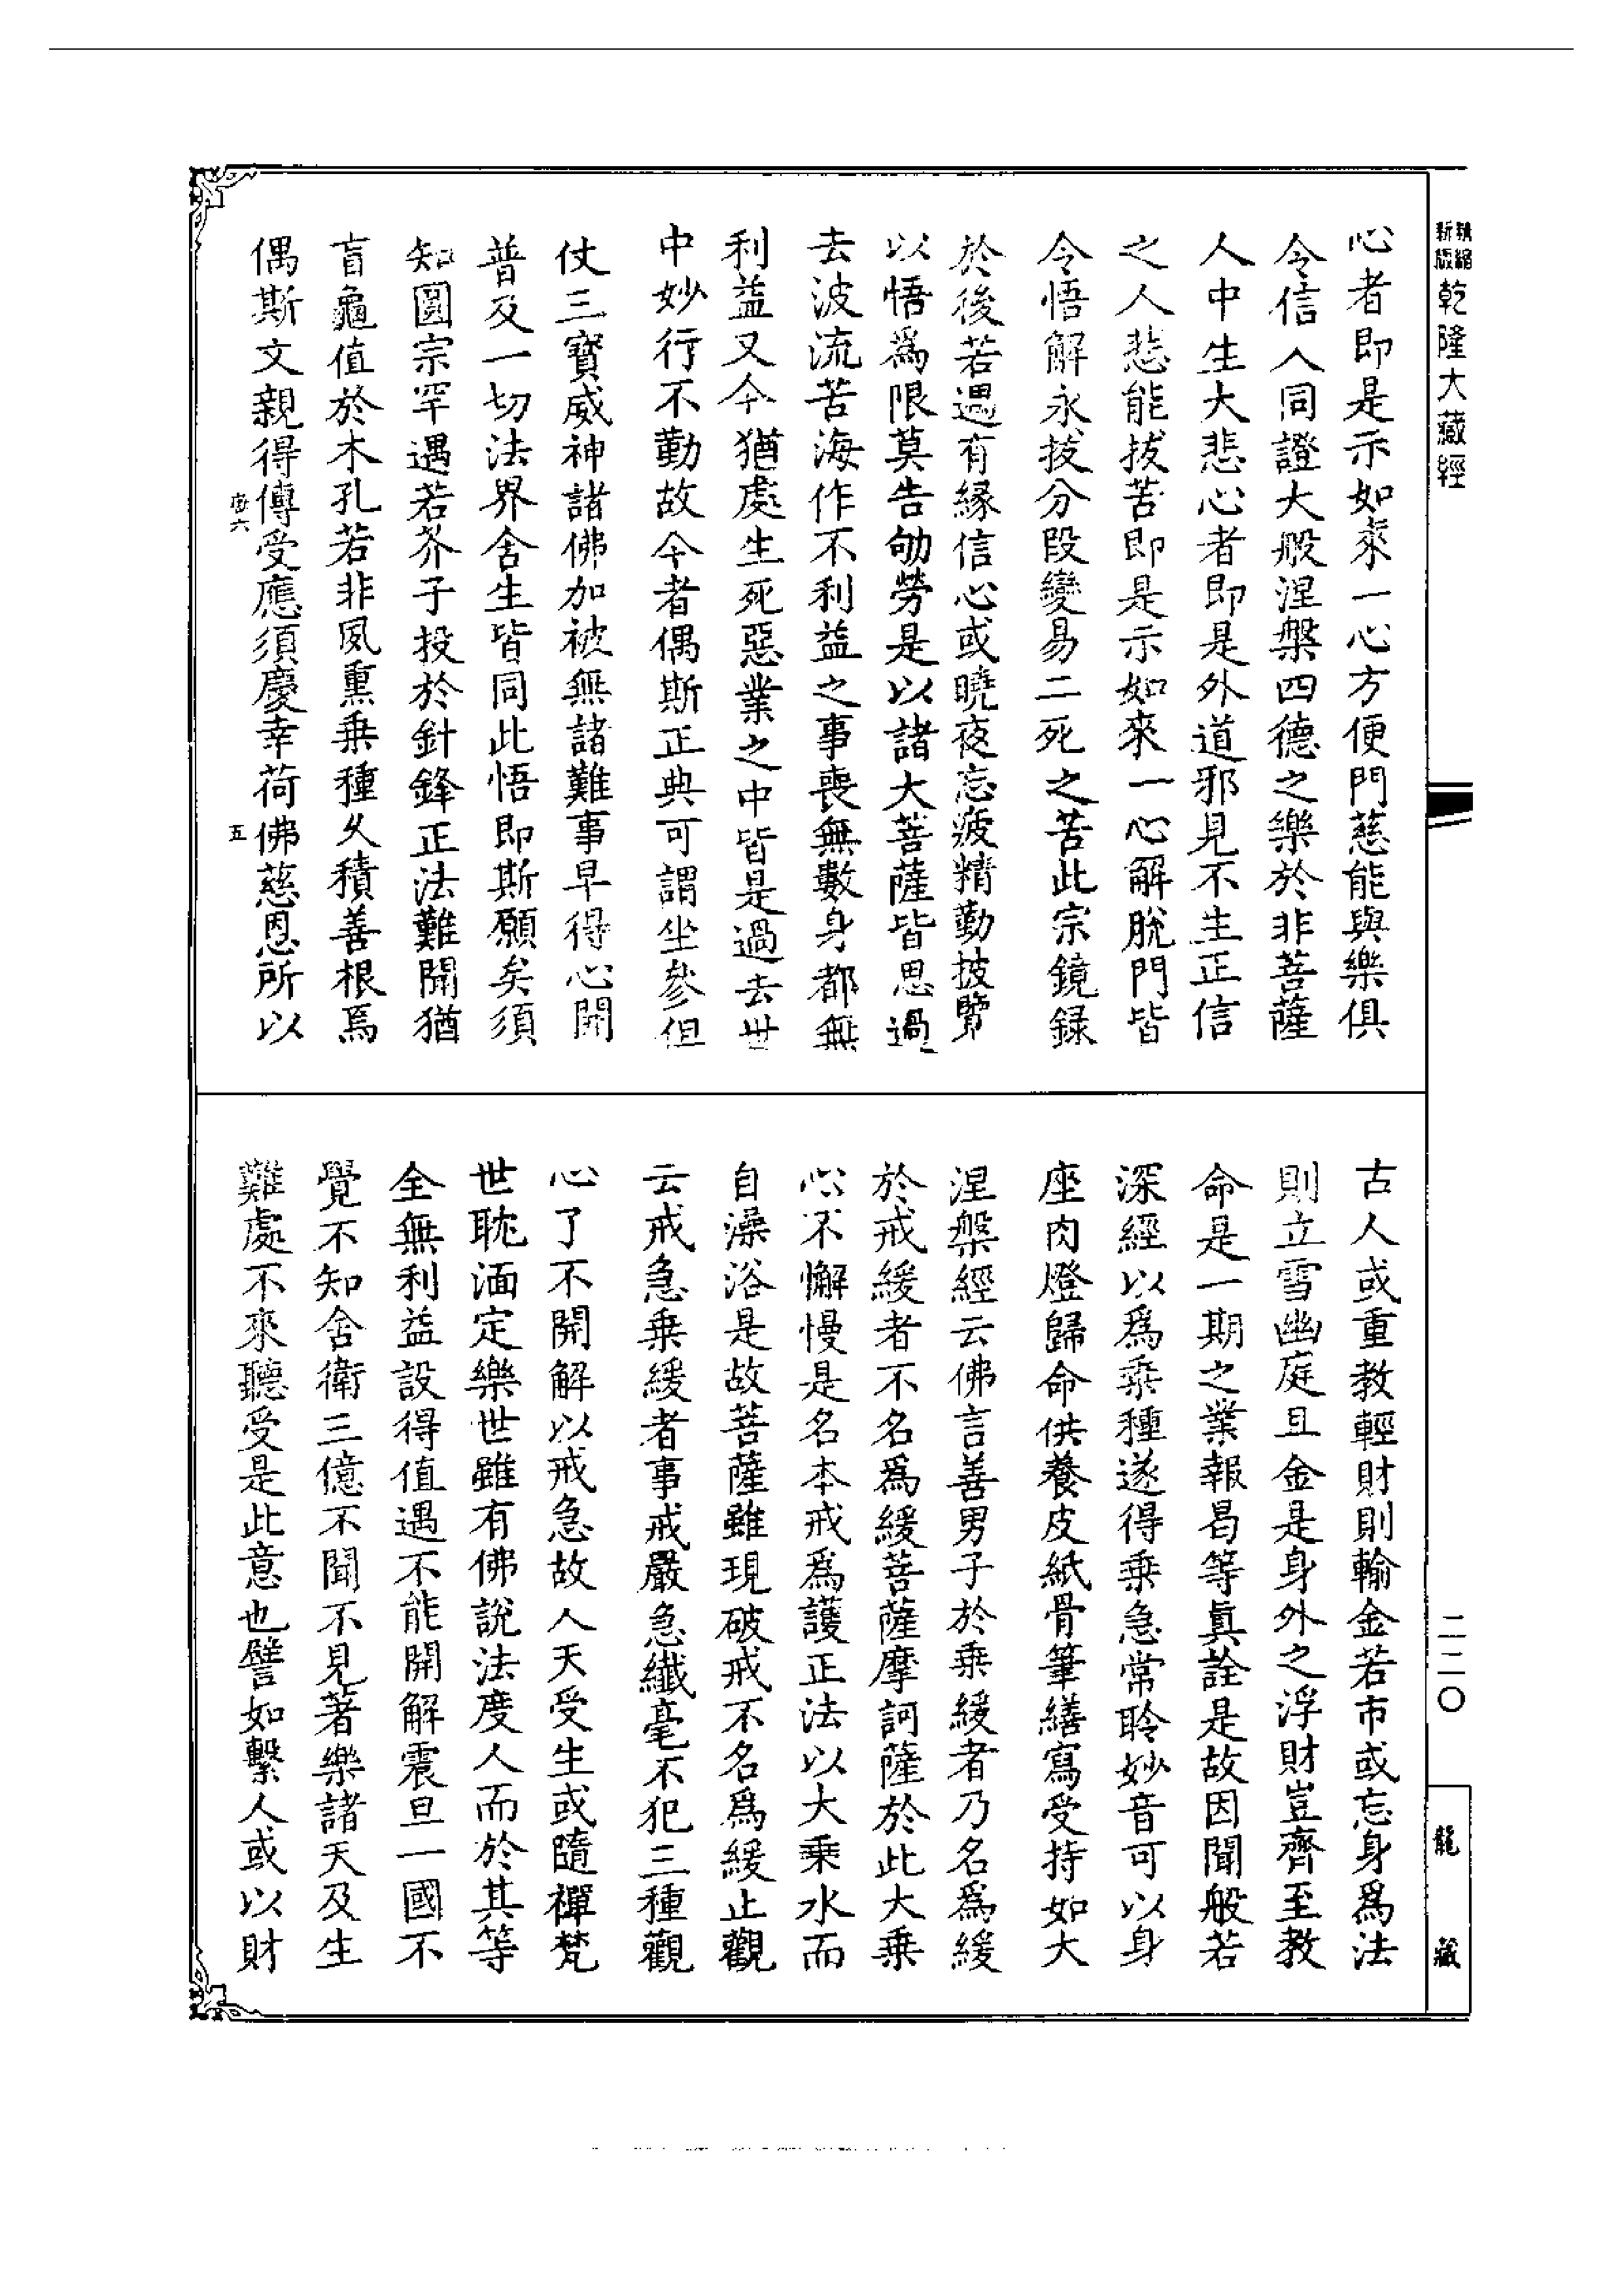 乾隆大藏經
心者即是示如來一心方便門慈能與樂俱
令信入同證大般涅槃四德之樂於非菩薩
人中生大悲心者即是外道邪見不生正信
之人悲能拔苦即是示如來一心解脫門皆
令悟解永拔分段變易二死之苦此宗鏡録
於後若遇有緣信心或曉夜忘疲精勤披覽
以悟爲限莫告劬勞是以諸大菩薩皆思過
去波流苦海作不利益之事喪無數身都無
利益又今猶處生死惡業之中皆是過去世
中妙行不勤故今者偶斯正典可謂坐參但
仗三寶威神諸佛加被無諸難事早得心開
普及一切法界含生皆同此悟即斯願矣須
知圓宗罕遇若芥子投於針鋒正法難聞猶
盲龜值於木孔若非夙熏乘種久積善根焉
偶斯文親得傳受應須慶幸荷佛慈恩所以
六
五
古人或重教輕財則輸金若市或忘身爲法
則立雪幽庭且金是身外之浮財豈齊至教
命是一期之業報曷等眞詮是故因聞般若
深經以爲乘種遂得乘急常聆妙音可以身
座肉燈歸命供養皮紙骨筆繕寫受持如大
涅槃經云佛言善男子於乘緩者乃名爲緩
於戒緩者不名爲緩菩薩摩訶薩於此大乘
心不懈慢是名本戒爲護正法以大乘水而
自澡浴是故菩薩雖現破戒不名爲緩止觀
云戒急乘緩者事戒嚴急纖毫不犯三種觀
心了不開解以戒急故人天受生或隨禪梵
世耽湎定樂世雖有佛說法度人而於其等
全無利益設得值遇不能開解震旦一國不
覺不知舍衛三億不聞不見著樂諸天及生
難處不來聽受是此意也譬如繫人或以財
二二〇
龍藏